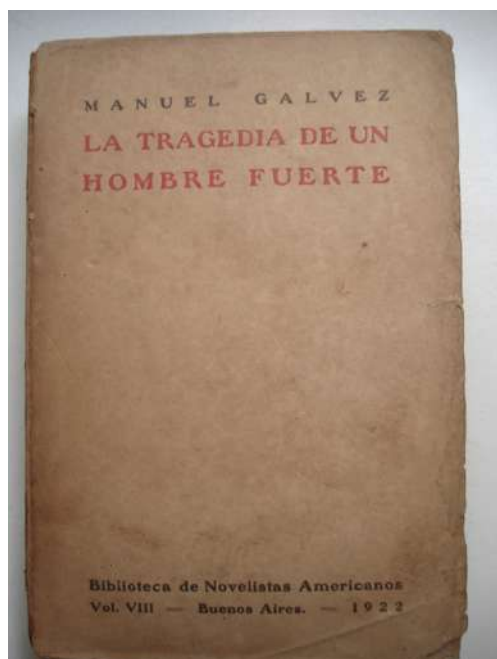 MANUEL GALVEZ
LA TRAGEDIA DE UN
HOMBRE FUERTE
Biblioteca de Novelistas Americanos
Vol. VIII — Buenos Aires. — 1922